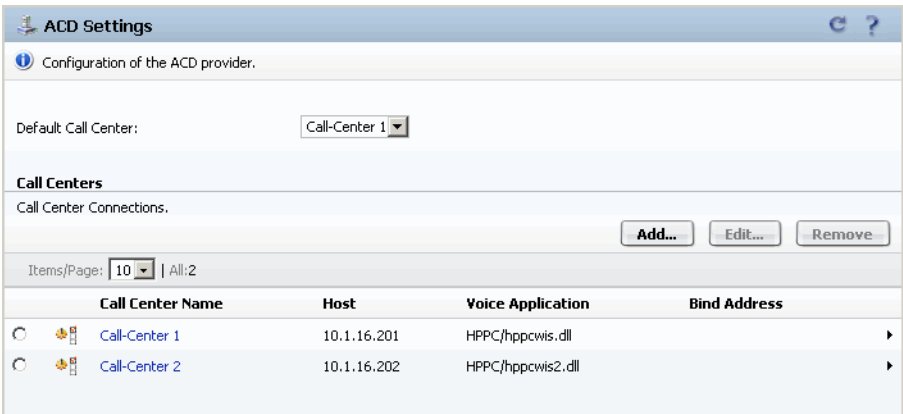 ACD Settings
Configuration of the ACD provider.
Default Call Center: Call-Center 1
Call Centers
Call Center Connections.
Add... Edit... Remove
Items/Page: 10 | All:2
Call Center Name Host Voice Application Bind Address
Call-Center 1 10.1.16.201 HPPC/hppcwis.dll
Call-Center 2 10.1.16.202 HPPC/hppcwis2.dll